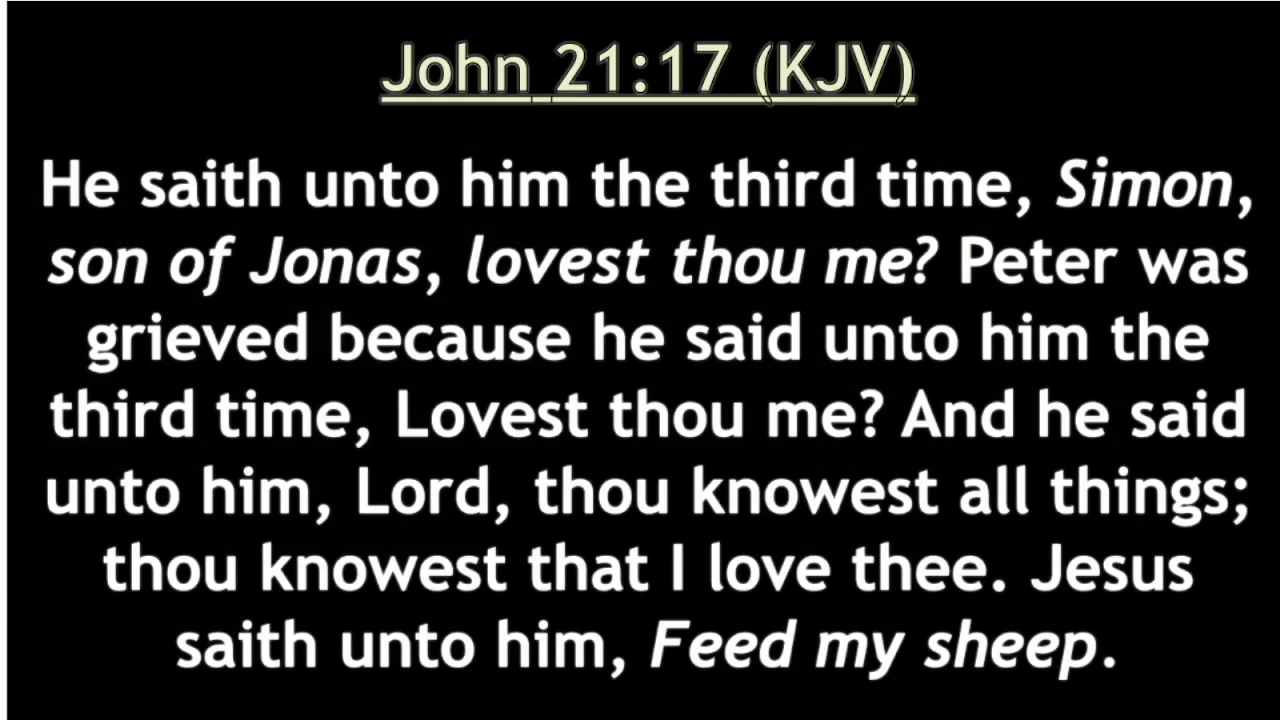 John 21:17 (KJV)
He saith unto him the third time, Simon,
son of Jonas, lovest thou me? Peter was
grieved because he said unto him the
third time, Lovest thou me? And he said
unto him, Lord, thou knowest all things;
thou knowest that I love thee. Jesus
saith unto him, Feed my sheep.